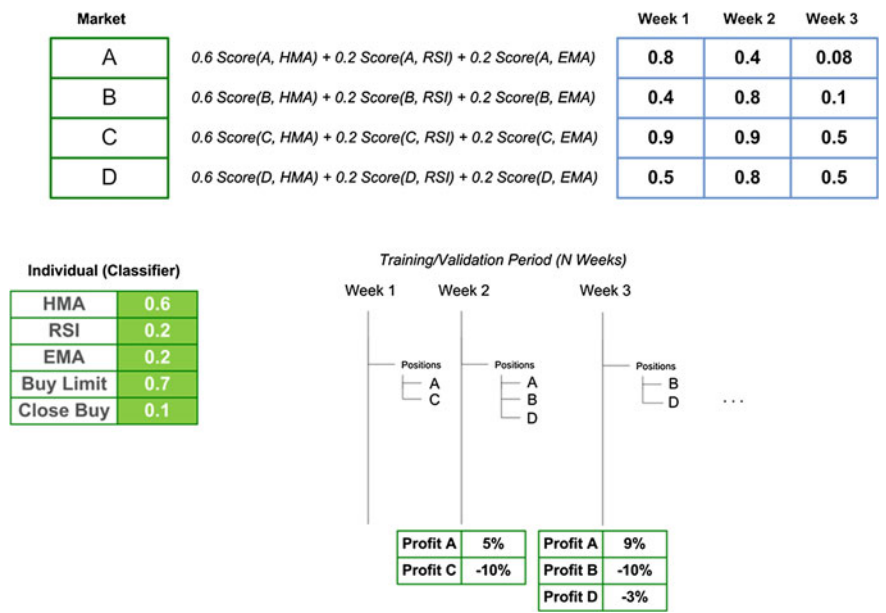 Market Week 1 Week 2 Week 3
A 0.6 Score(A, HMA) + 0.2 Score(A, RSI) + 0.2 Score(A, EMA) 0.8 0.4 0.08
B 0.6 Score(B, HMA) + 0.2 Score(B, RSI) + 0.2 Score(B, EMA) 0.4 0.8 0.1
C 0.6 Score(C, HMA) + 0.2 Score(C, RSI) + 0.2 Score(C, EMA) 0.9 0.9 0.5
D 0.6 Score(D, HMA) + 0.2 Score(D, RSI) + 0.2 Score(D, EMA) 0.5 0.8 0.5
Individual (Classifier)
HMA 0.6
RSI 0.2
EMA 0.2
Buy Limit 0.7
Close Buy 0.1
Training/Validation Period (N Weeks)
Week 1 Week 2 Week 3
Positions
A
C
Positions
A
B
D
Positions
B
D
...
Profit A 5%
Profit C -10%
Profit A 9%
Profit B -10%
Profit D -3%